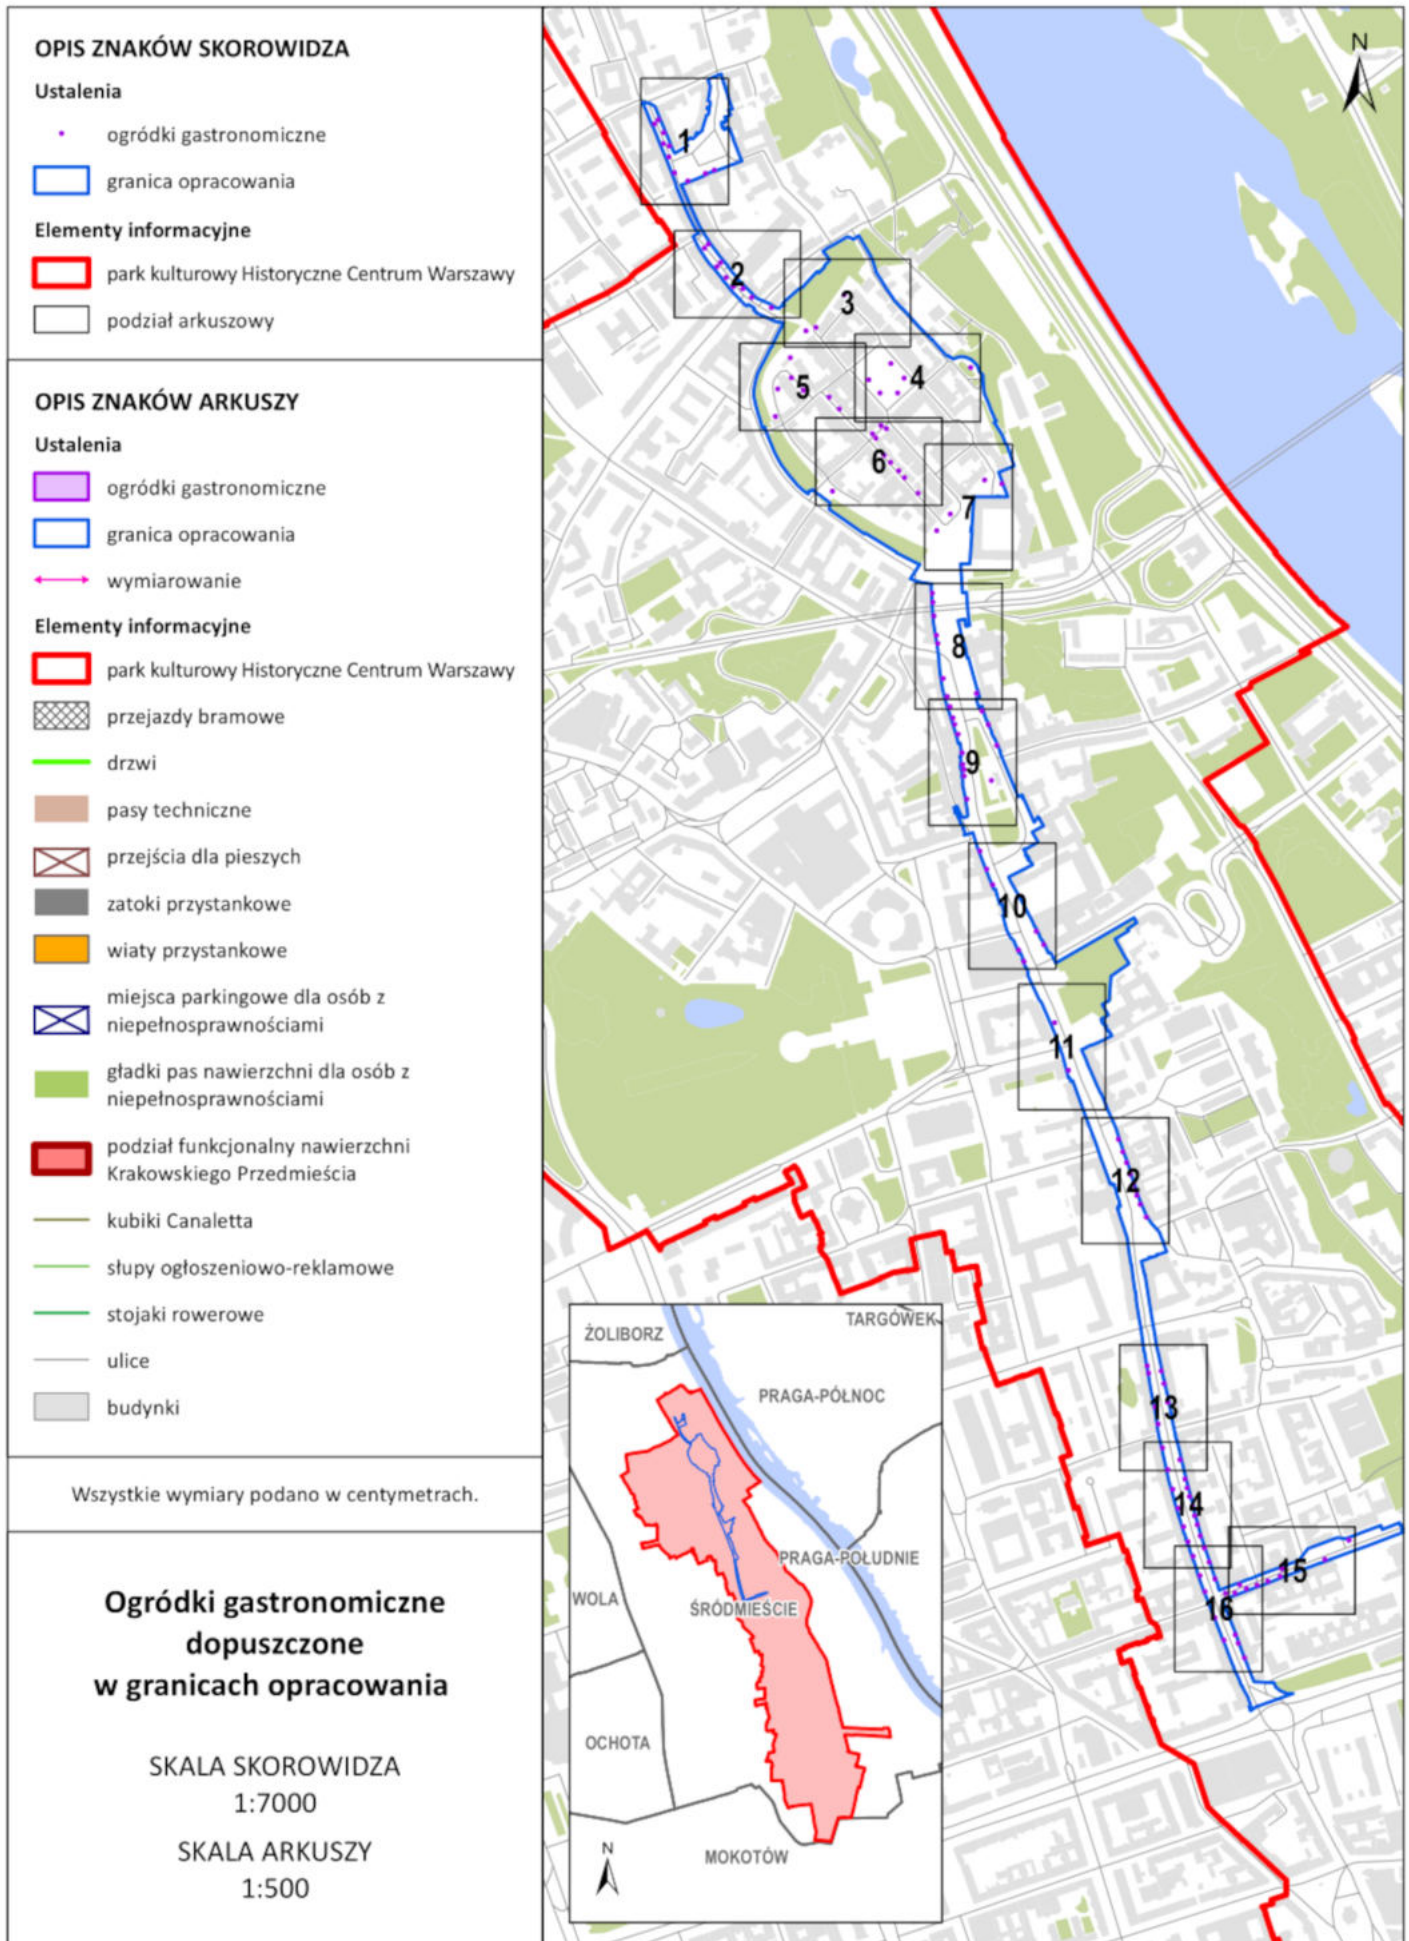 OPIS ZNAKÓW SKOROWIDZA
Ustalenia
ogródki gastronomiczne
granica opracowania
Elementy informacyjne
park kulturowy Historyczne Centrum Warszawy
podział arkuszowy
OPIS ZNAKÓW ARKUSZY
Ustalenia
ogródki gastronomiczne
granica opracowania
wymiarowanie
Elementy informacyjne
park kulturowy Historyczne Centrum Warszawy
przejazdy bramowe
drzwi
pasy techniczne
przejścia dla pieszych
zatoki przystankowe
wiaty przystankowe
miejsca parkingowe dla osób z
niepełnosprawnościami
gładki pas nawierzchni dla osób z
niepełnosprawnościami
podział funkcjonalny nawierzchni
Krakowskiego Przedmieścia
kubiki Canaletta
słupy ogłoszeniowo-reklamowe
stojaki rowerowe
ulice
budynki
Wszystkie wymiary podano w centymetrach.
Ogródki gastronomiczne
dopuszczone
w granicach opracowania
SKALA SKOROWIDZA
1:7000
SKALA ARKUSZY
1:500
N
1
2
3
4
5
6
7
8
9
10
11
12
13
14
15
16
TARGÓWEK
ŻOLIBORZ
PRAGA-PÓŁNOC
PRAGA-POŁUDNIE
WOLA
ŚRÓDMIEŚCIE
OCHOTA
MOKOTÓW
N